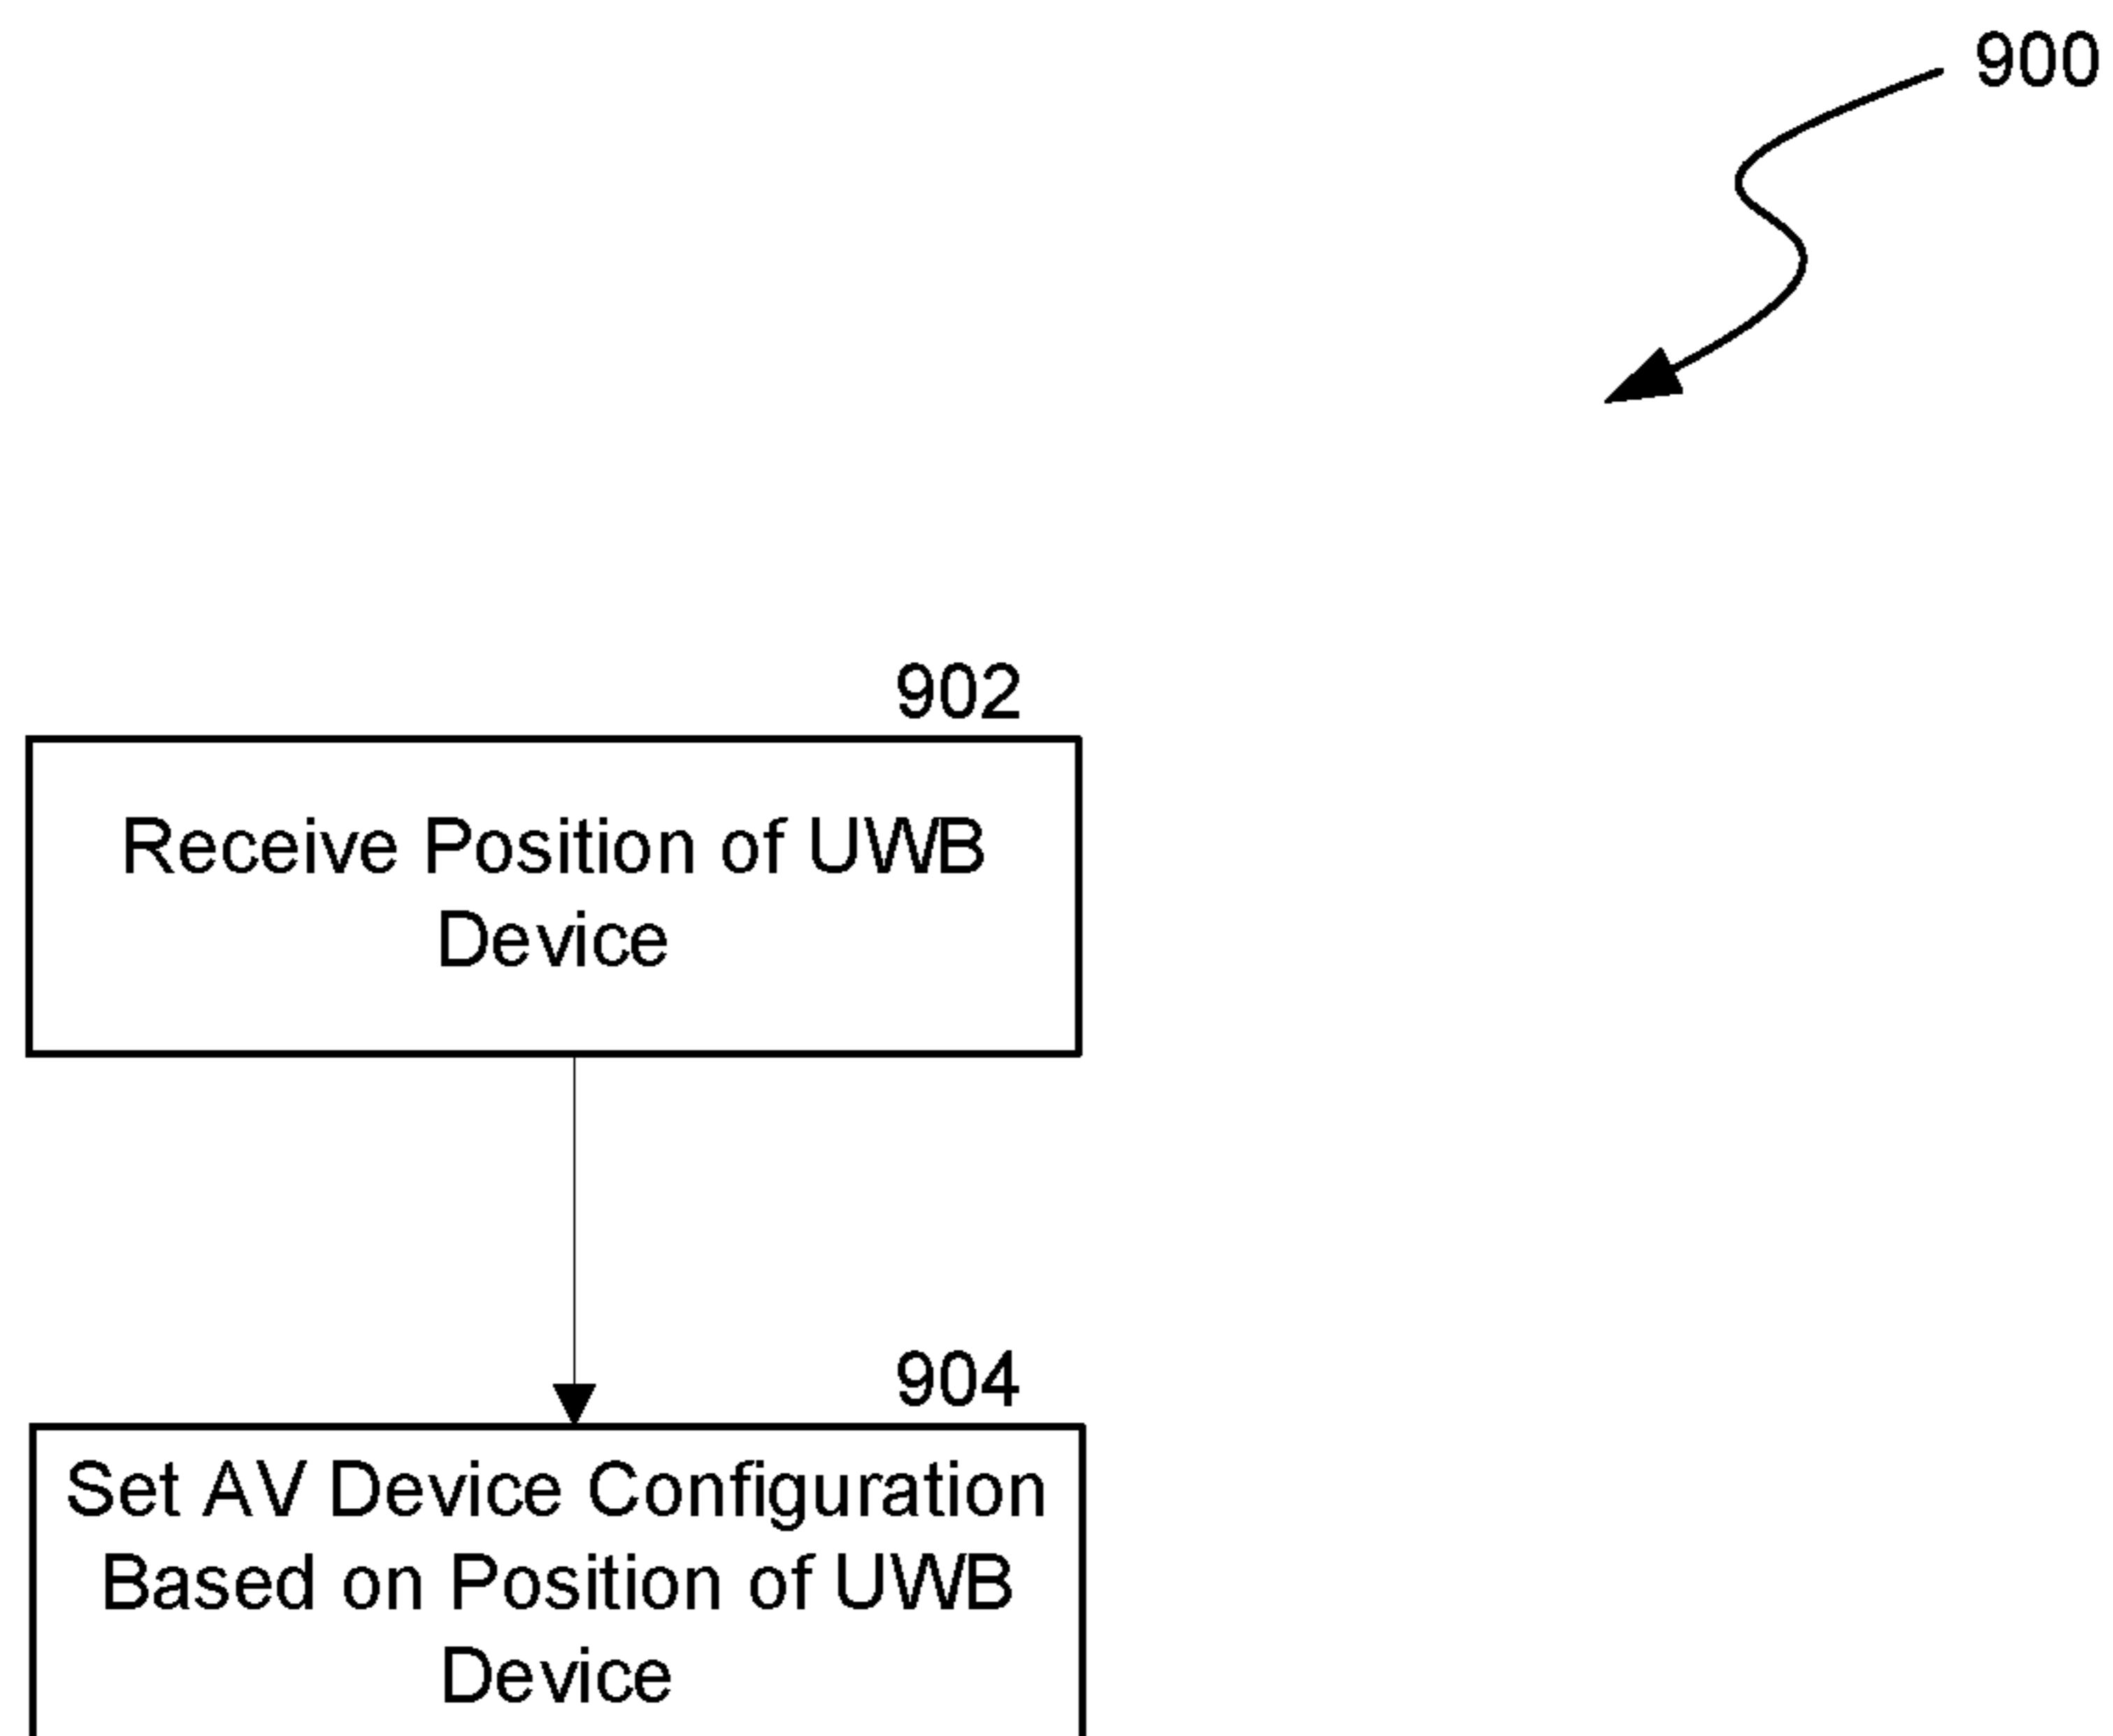 900
902
Receive Position of UWB
Device
904
Set AV Device Configuration
Based on Position of UWB
Device